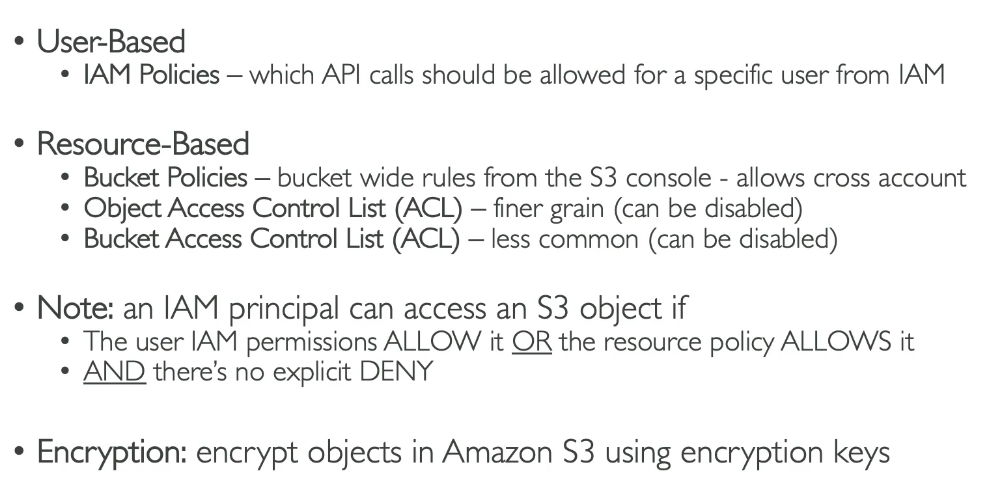 • User-Based
• IAM Policies – which API calls should be allowed for a specific user from IAM
• Resource-Based
• Bucket Policies – bucket wide rules from the S3 console - allows cross account
• Object Access Control List (ACL) – finer grain (can be disabled)
• Bucket Access Control List (ACL) – less common (can be disabled)
• Note: an IAM principal can access an S3 object if
• The user IAM permissions ALLOW it OR the resource policy ALLOWS it
• AND there’s no explicit DENY
• Encryption: encrypt objects in Amazon S3 using encryption keys